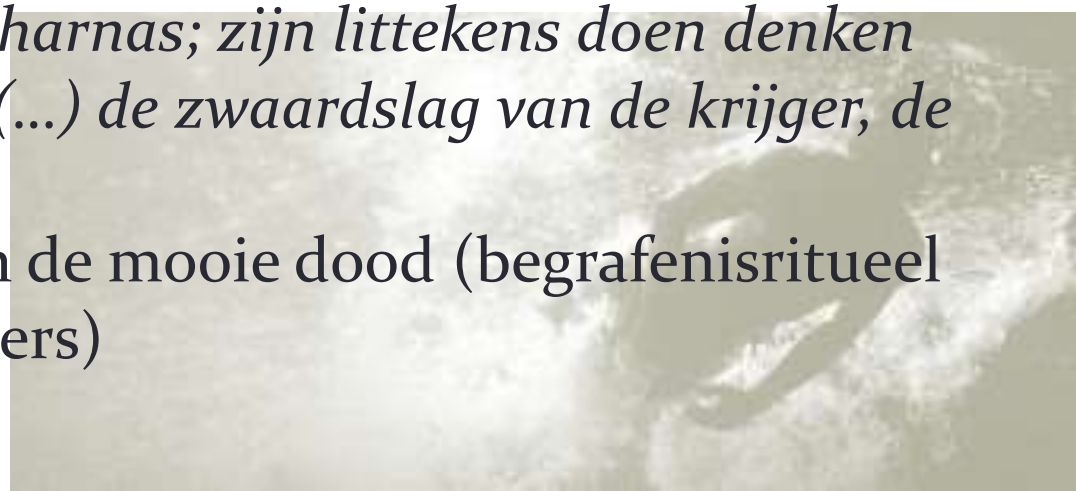 harnas; zijn littekens doen denken
(...) de zwaardslag van de krijger, de
de mooie dood (begrafenisritueel
ers)